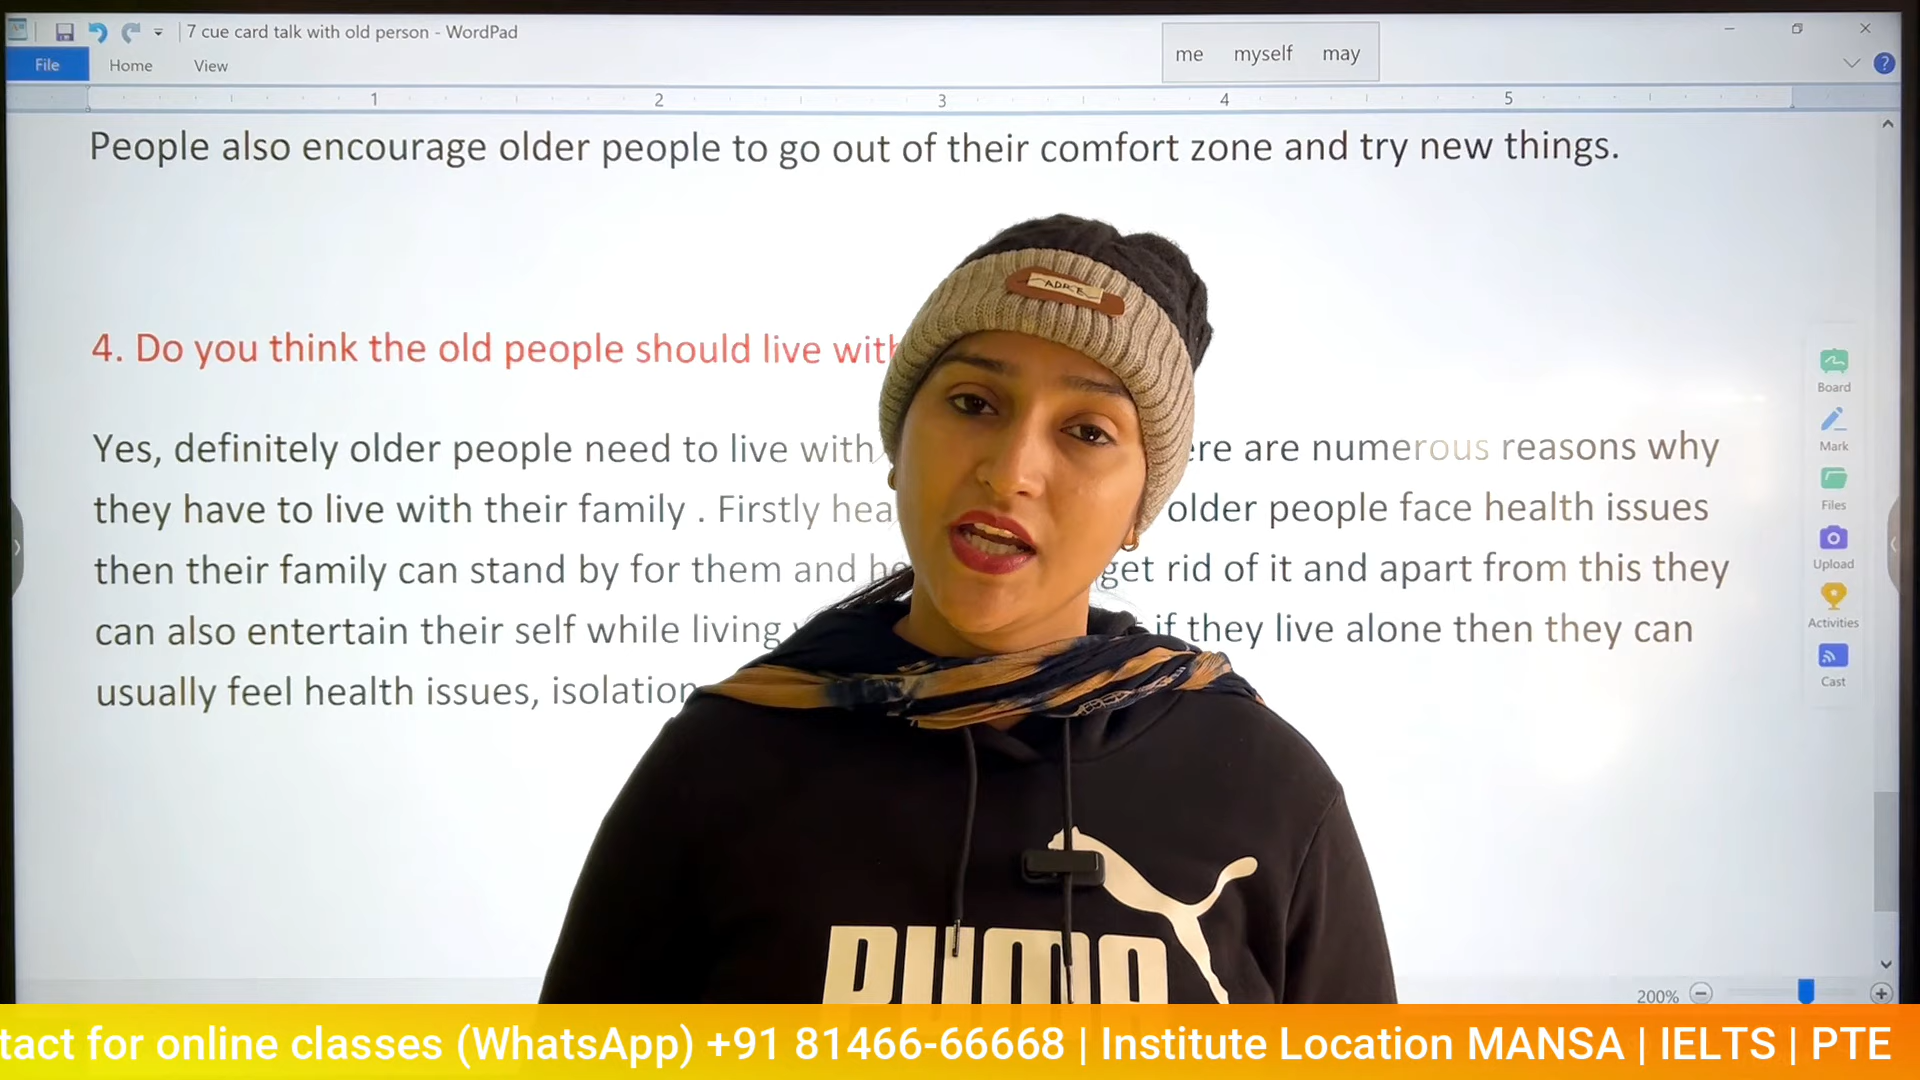 7 cue card talk with old person - WordPad
me myself may
File Home View
1 2 3 4 5
People also encourage older people to go out of their comfort zone and try new things.
4. Do you think the old people should live with
Yes, definitely older people need to live with are numerous reasons why
they have to live with their family . Firstly older people face health issues
then their family can stand by for them and get rid of it and apart from this they
can also entertain their self while living if they live alone then they can
usually feel health issues, isolation
Board
Mark
Files
Upload
Activities
Cast
PUMA
200%
for online classes (WhatsApp) +91 81466-66668 | Institute Location MANSA | IELTS | PTE